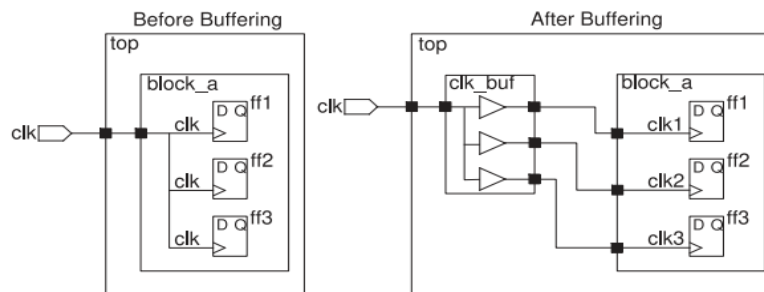 Before Buffering
top
block_a
D Q ff1
clk
clk
D Q ff2
clk
D Q ff3
clk
After Buffering
top
clk_buf
clk
block_a
D Q ff1
clk1
D Q ff2
clk2
D Q ff3
clk3